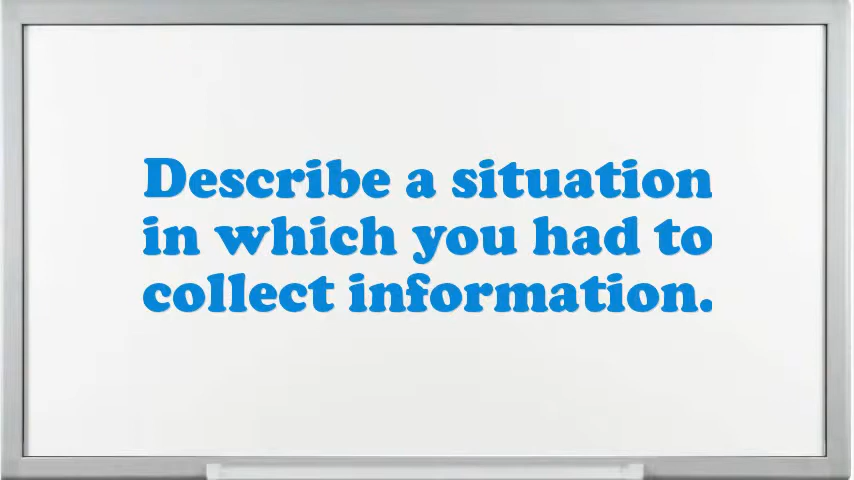 Describe a situation
in which you had to
collect information.